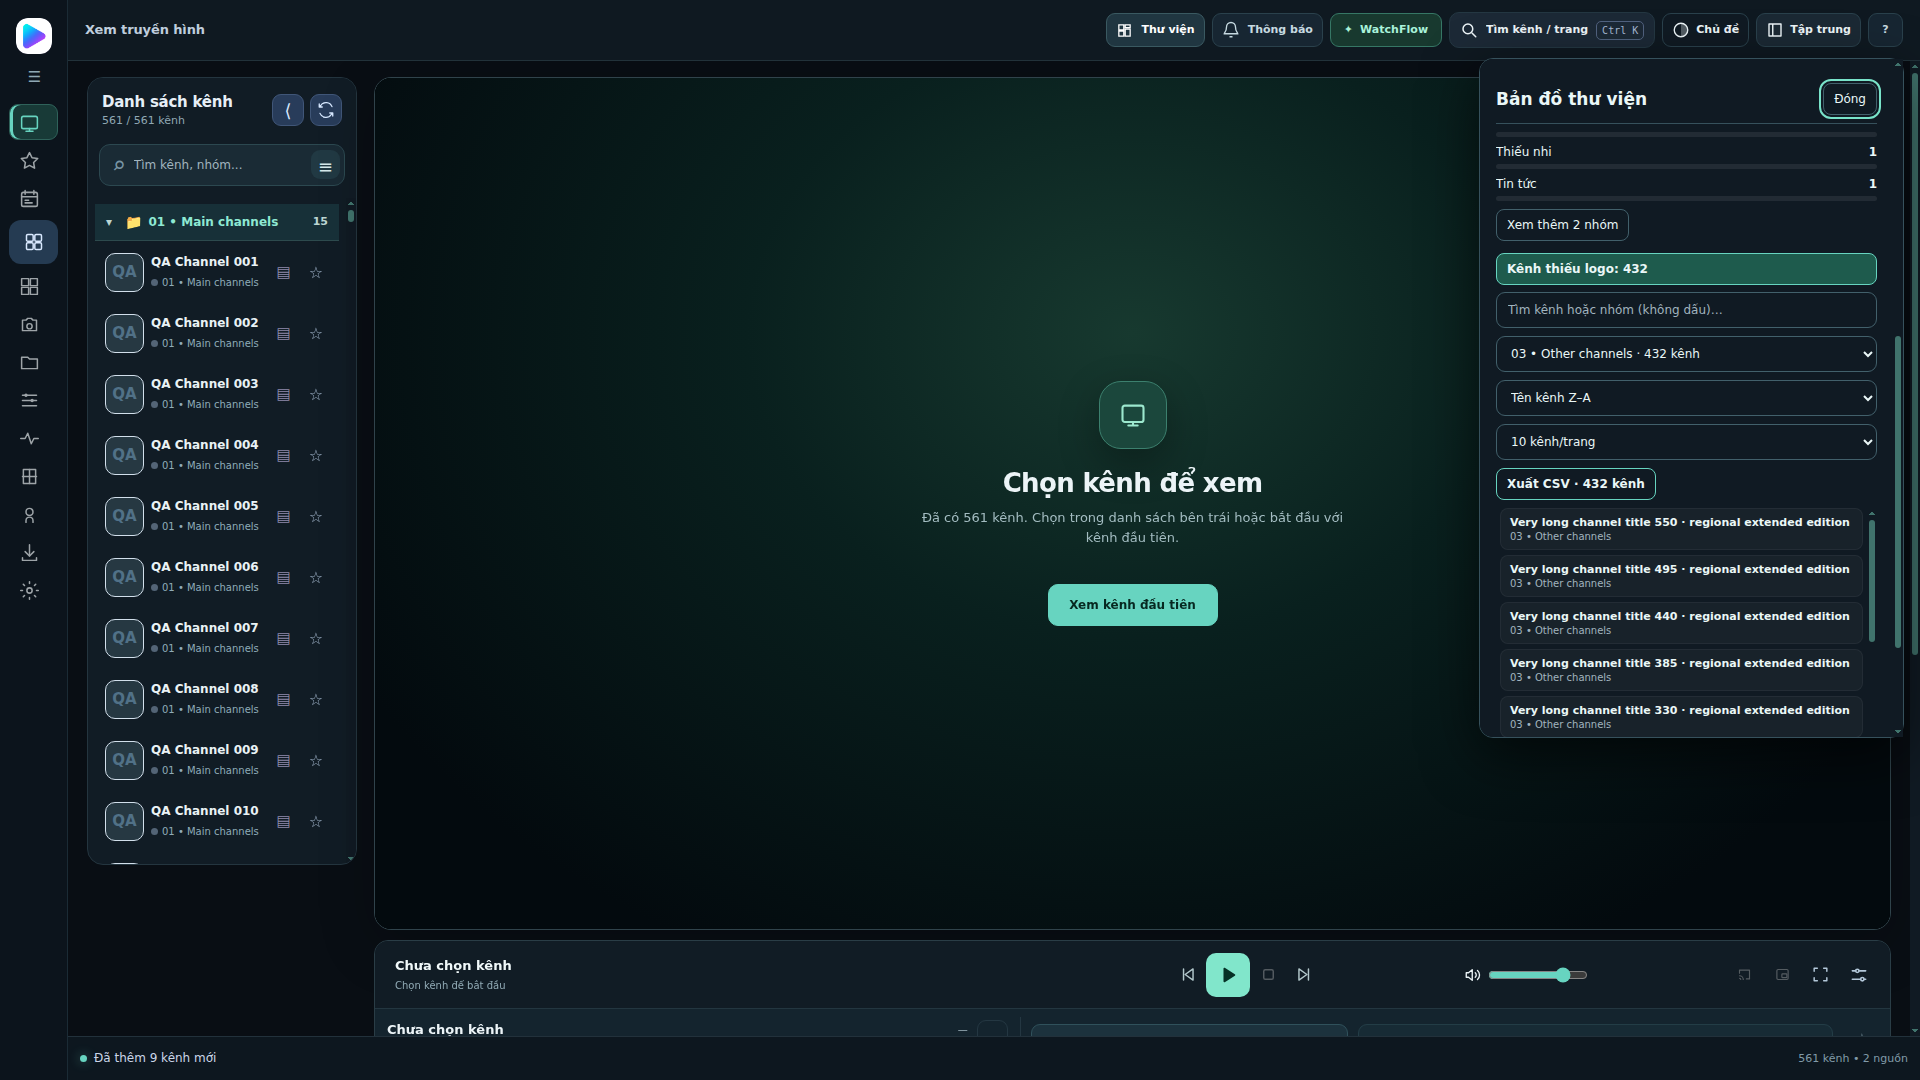 Xem truyền hình
Thư viện
Thông báo
✦ WatchFlow
Tìm kênh / trang Ctrl K
Chủ đề
Tập trung
?
Danh sách kênh
561 / 561 kênh
Tìm kênh, nhóm...
01 • Main channels 15
QA QA Channel 001
01 • Main channels
QA QA Channel 002
01 • Main channels
QA QA Channel 003
01 • Main channels
QA QA Channel 004
01 • Main channels
QA QA Channel 005
01 • Main channels
QA QA Channel 006
01 • Main channels
QA QA Channel 007
01 • Main channels
QA QA Channel 008
01 • Main channels
QA QA Channel 009
01 • Main channels
QA QA Channel 010
01 • Main channels
Chọn kênh để xem
Đã có 561 kênh. Chọn trong danh sách bên trái hoặc bắt đầu với
kênh đầu tiên.
Xem kênh đầu tiên
Bản đồ thư viện
Đóng
Thiếu nhi 1
Tin tức 1
Xem thêm 2 nhóm
Kênh thiếu logo: 432
Tìm kênh hoặc nhóm (không dấu)...
03 • Other channels · 432 kênh
Tên kênh Z–A
10 kênh/trang
Xuất CSV · 432 kênh
Very long channel title 550 · regional extended edition
03 • Other channels
Very long channel title 495 · regional extended edition
03 • Other channels
Very long channel title 440 · regional extended edition
03 • Other channels
Very long channel title 385 · regional extended edition
03 • Other channels
Very long channel title 330 · regional extended edition
03 • Other channels
Chưa chọn kênh
Chọn kênh để bắt đầu
Chưa chọn kênh
Đã thêm 9 kênh mới
561 kênh • 2 nguồn